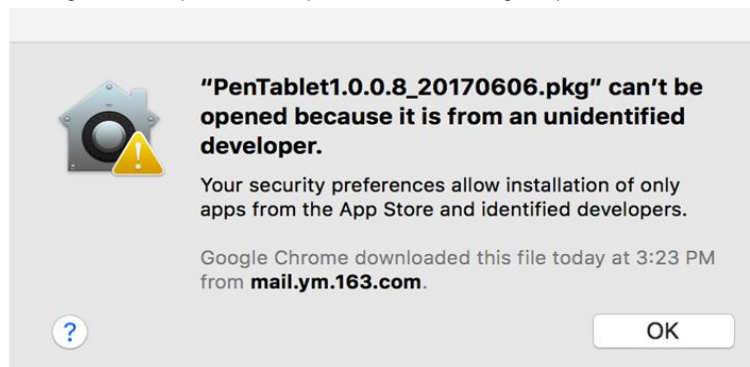 “PenTablet1.0.0.8_20170606.pkg” can’t be
opened because it is from an unidentified
developer.
Your security preferences allow installation of only
apps from the App Store and identified developers.
Google Chrome downloaded this file today at 3:23 PM
from mail.ym.163.com.
?
OK